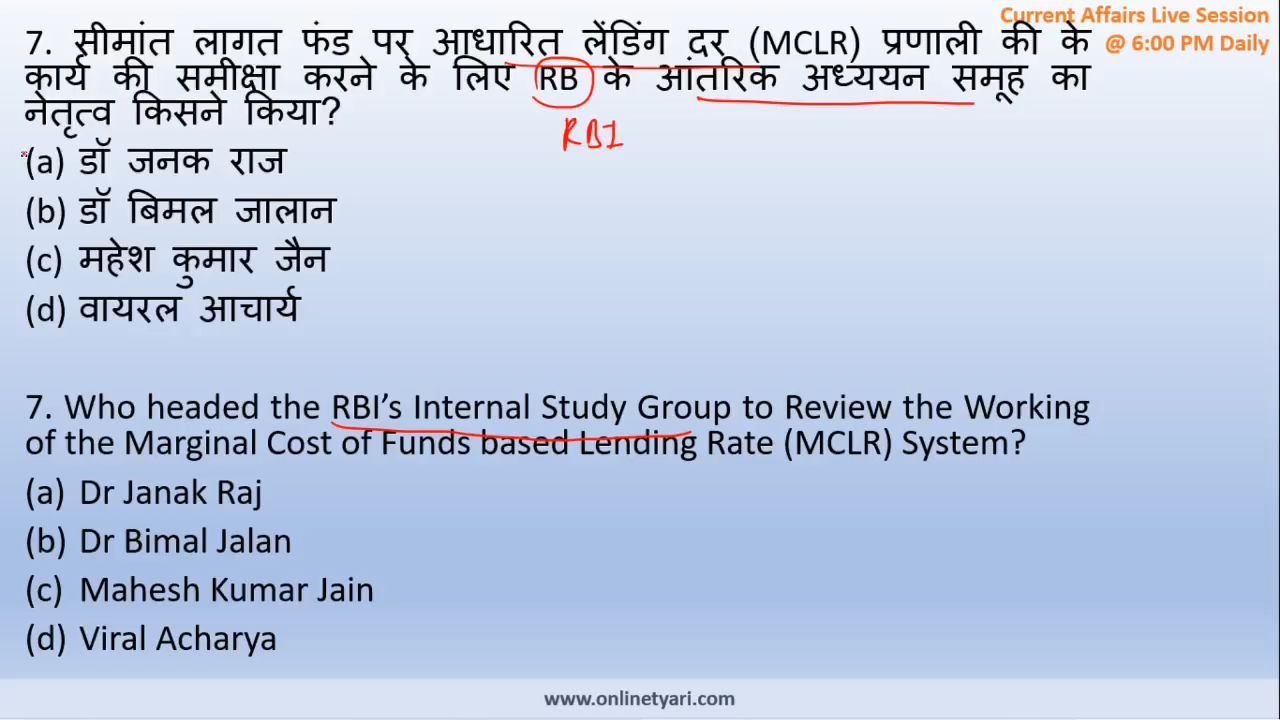 Current Affairs Live Session
@ 6:00 PM Daily
7. सीमांत लागत फंड पर आधारित लेंडिंग दर (MCLR) प्रणाली की के
कार्य की समीक्षा करने के लिए RB के आंतरिक अध्ययन समूह का
नेतृत्व किसने किया?
RBI
(a) डॉ जनक राज
(b) डॉ बिमल जालान
(c) महेश कुमार जैन
(d) वायरल आचार्य
7. Who headed the RBI’s Internal Study Group to Review the Working
of the Marginal Cost of Funds based Lending Rate (MCLR) System?
(a) Dr Janak Raj
(b) Dr Bimal Jalan
(c) Mahesh Kumar Jain
(d) Viral Acharya
www.onlinetyari.com